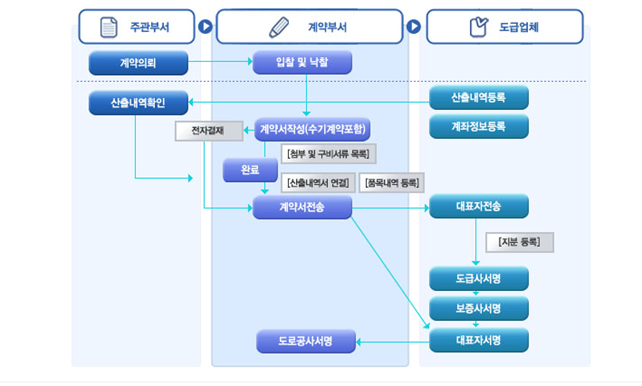 주관부서
계약부서
도급업체
계약의뢰
입찰 및 낙찰
산출내역확인
산출내역등록
전자결재
계약서작성(수기계약포함)
계좌정보등록
[첨부 및 구비서류 목록]
완료
[산출내역서 연결]
[품목내역 등록]
계약서전송
대표자전송
[지분 등록]
도급사서명
보증사서명
도로공사서명
대표자서명